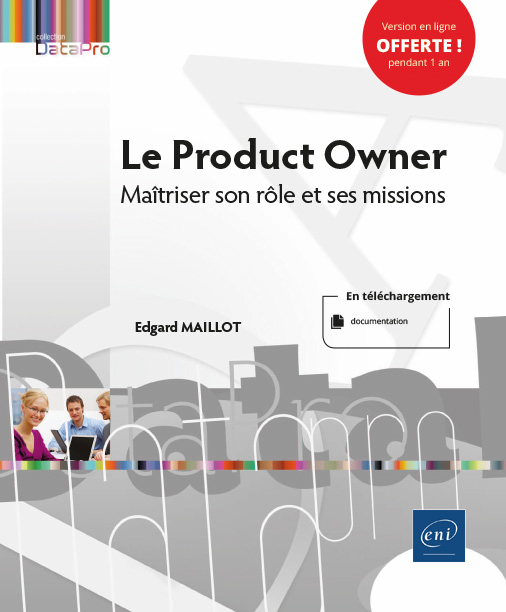 collection
DataPro
Version en ligne
OFFERTE !
pendant 1 an
Le Product Owner
Maîtriser son rôle et ses missions
En téléchargement
documentation
Edgard MAILLOT
DataPro
eni